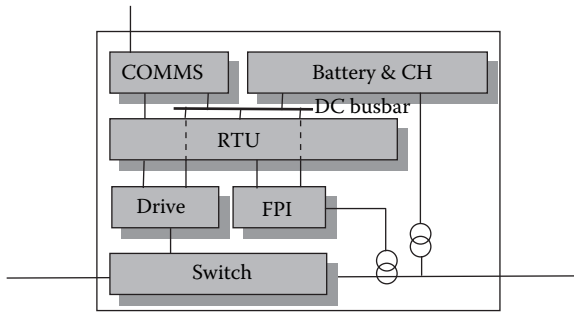 COMMS
Battery & CH
DC busbar
RTU
Drive
FPI
Switch